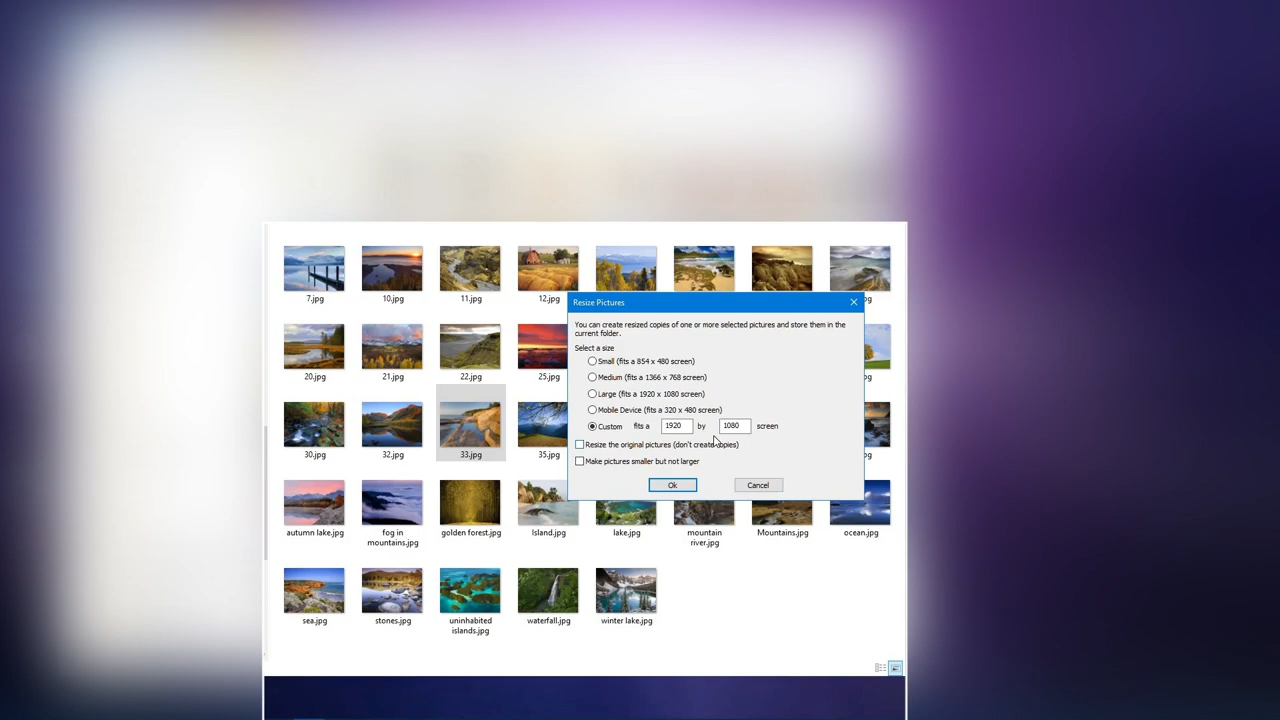 7.jpg
10.jpg
11.jpg
12.jpg
Resize Pictures
You can create resized copies of one or more selected pictures and store them in the
current folder.
Select a size
Small (fits a 854 x 480 screen)
Medium (fits a 1366 x 768 screen)
Large (fits a 1920 x 1080 screen)
Mobile Device (fits a 320 x 480 screen)
Custom fits a 1920 by 1080 screen
Resize the original pictures (don't create copies)
Make pictures smaller but not larger
Ok
Cancel
20.jpg
21.jpg
22.jpg
25.jpg
30.jpg
32.jpg
33.jpg
35.jpg
autumn lake.jpg
fog in
mountains.jpg
golden forest.jpg
Island.jpg
lake.jpg
mountain
river.jpg
Mountains.jpg
ocean.jpg
sea.jpg
stones.jpg
uninhabited
islands.jpg
waterfall.jpg
winter lake.jpg